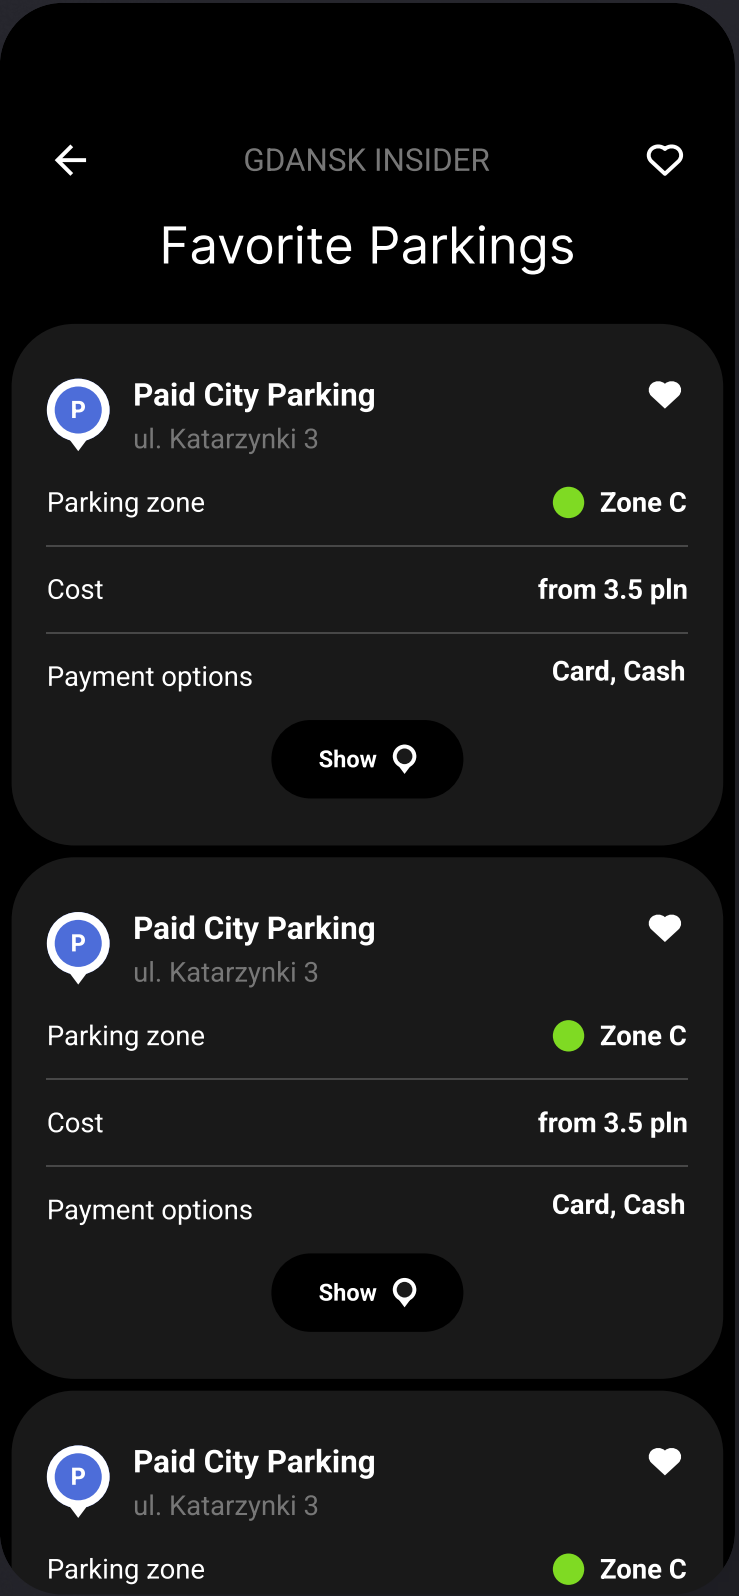 GDANSK INSIDER
Favorite Parkings
P
Paid City Parking
ul. Katarzynki 3
Parking zone
Zone C
Cost
from 3.5 pln
Payment options
Card, Cash
Show
P
Paid City Parking
ul. Katarzynki 3
Parking zone
Zone C
Cost
from 3.5 pln
Payment options
Card, Cash
Show
P
Paid City Parking
ul. Katarzynki 3
Parking zone
Zone C